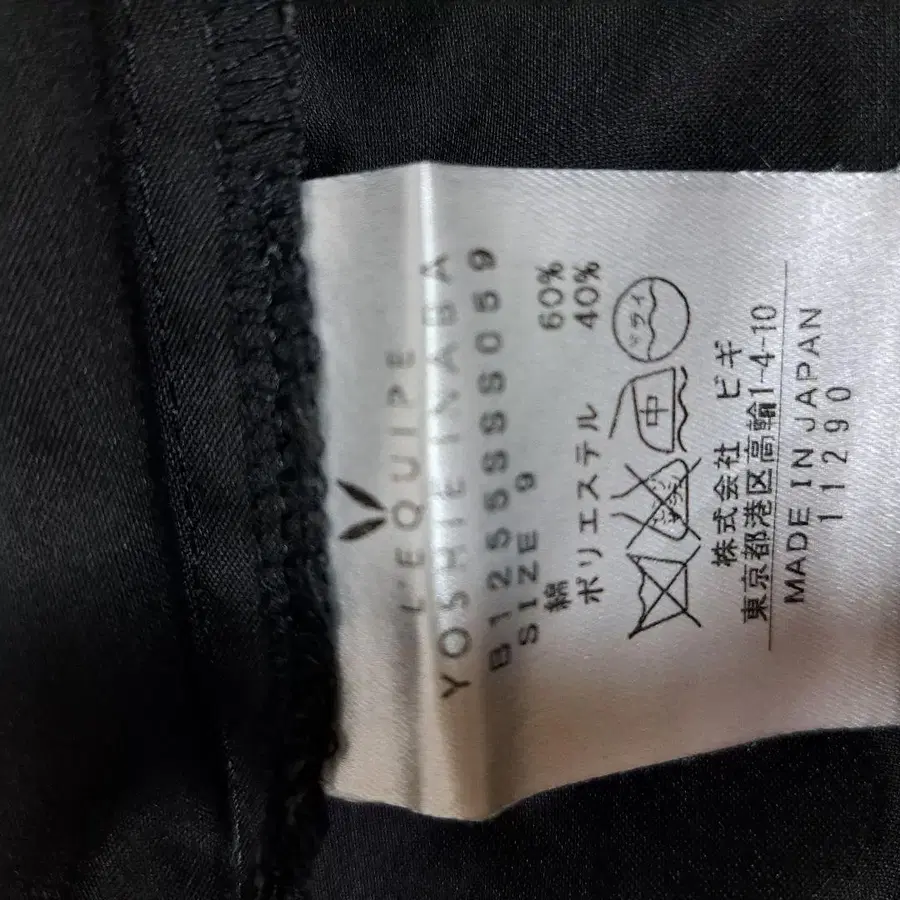 L'EQUIPE
YOSHIE INABA
B1255SSS059
SIZE 9
綿 60%
ポリエステル 40%
中 ドライ
株式会社 ビギ
東京都港区高輪1-4-10
MADE IN JAPAN
11290